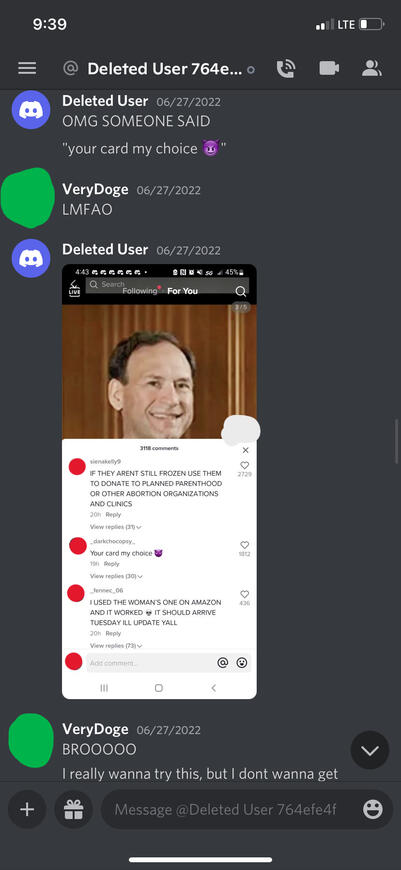 9:39
LTE
@ Deleted User 764e...
Deleted User 06/27/2022
OMG SOMEONE SAID
"your card my choice 😈"
VeryDoge 06/27/2022
LMFAO
Deleted User 06/27/2022
4:43 5G 45%
LIVE
Search
Following For You
3/5
3118 comments
sienakelly9
IF THEY ARENT STILL FROZEN USE THEM
TO DONATE TO PLANNED PARENTHOOD
OR OTHER ABORTION ORGANIZATIONS
AND CLINICS
2729
20h Reply
View replies (31)
_darkchocopsy_
Your card my choice 😈
1812
19h Reply
View replies (30)
_fennec_06
I USED THE WOMAN'S ONE ON AMAZON
AND IT WORKED 💀 IT SHOULD ARRIVE
TUESDAY ILL UPDATE YALL
436
20h Reply
View replies (73)
Add comment...
VeryDoge 06/27/2022
BROOOOO
I really wanna try this, but I dont wanna get
Message @Deleted User 764efe4f